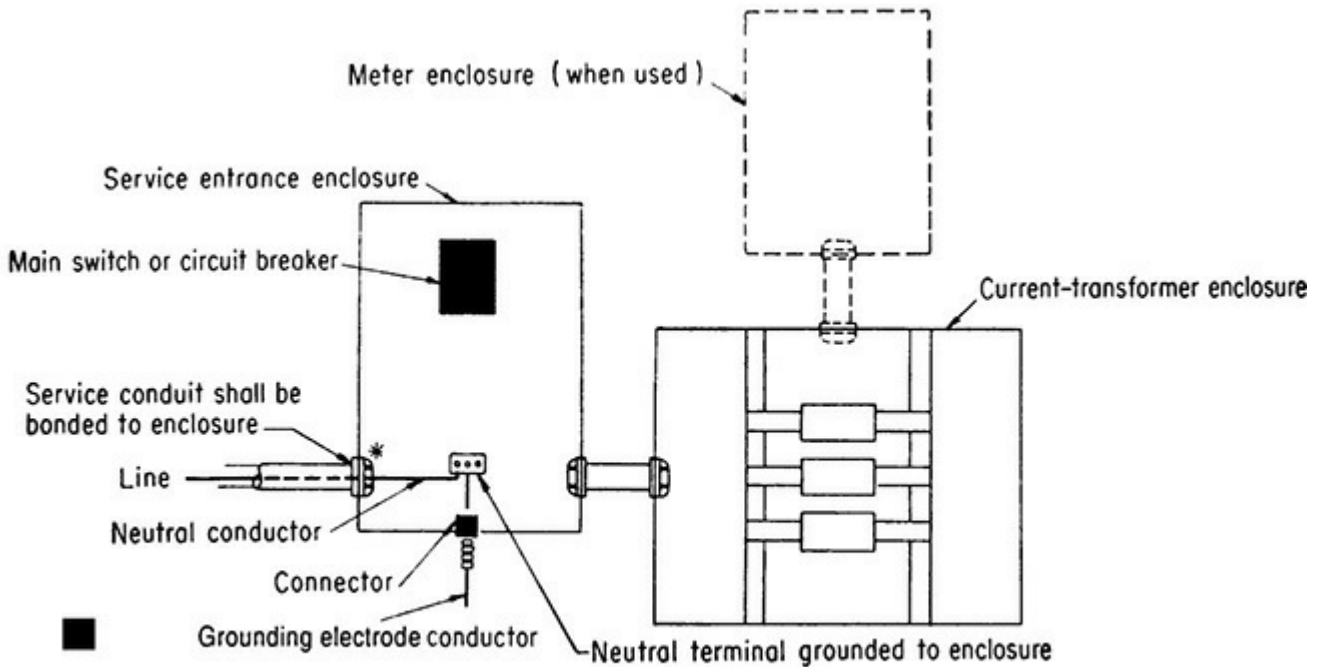 Meter enclosure (when used)
Service entrance enclosure
Main switch or circuit breaker
Current-transformer enclosure
Service conduit shall be
bonded to enclosure
*
Line
Neutral conductor
Connector
Grounding electrode conductor
Neutral terminal grounded to enclosure